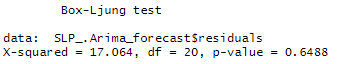 Box-Ljung test
data:  SLP_.Arima_forecast$residuals
X-squared = 17.064, df = 20, p-value = 0.6488